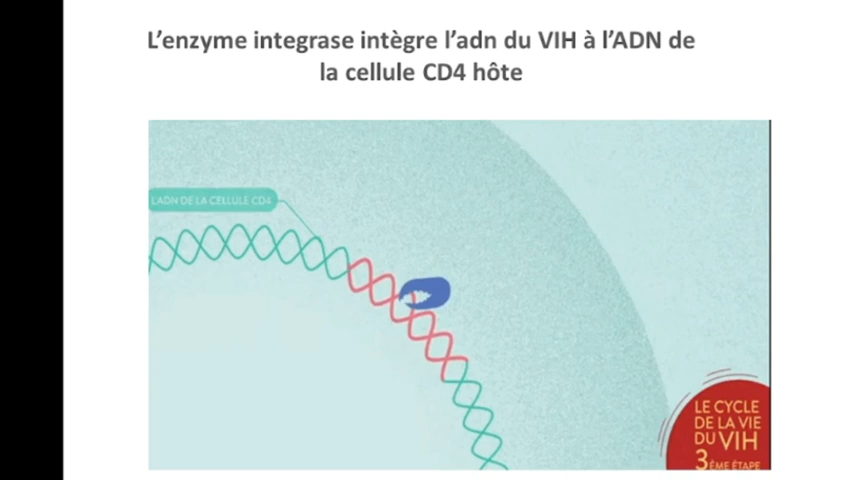 L'enzyme integrase intègre l'adn du VIH à l'ADN de
la cellule CD4 hôte
L'ADN DE LA CELLULE CD4
LE CYCLE
DE LA VIE
DU VIH
3ÈME ÉTAPE